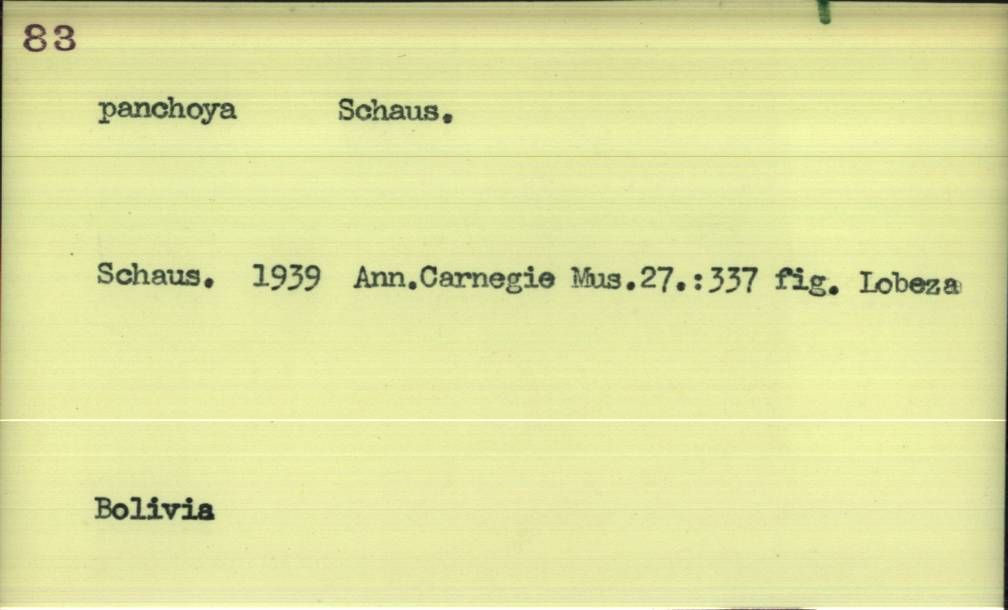 83
panchoya Schaus.
Schaus. 1939 Ann.Carnegie Mus.27.:337 fig. Lobeza
Bolivia